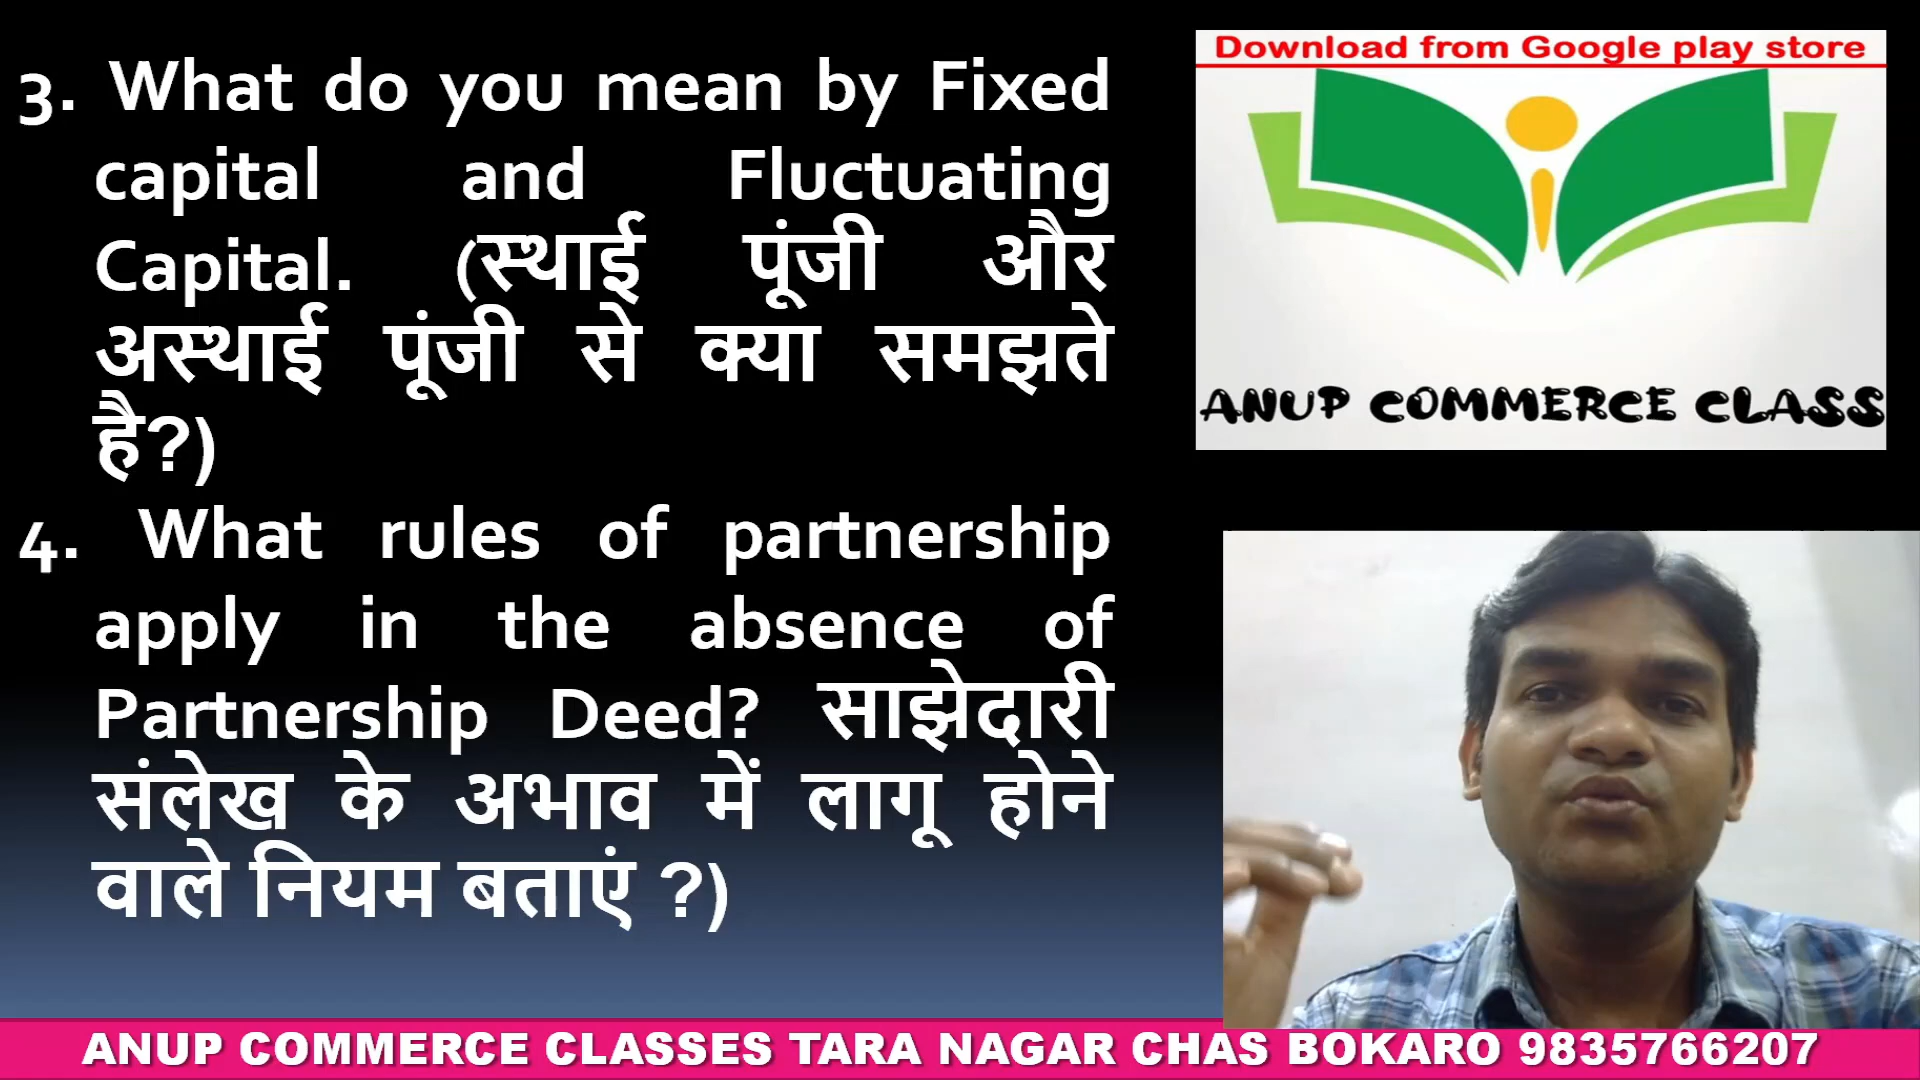 3. What do you mean by Fixed
capital and Fluctuating
Capital. (स्थाई पूंजी और
अस्थाई पूंजी से क्या समझते
है?)
4. What rules of partnership
apply in the absence of
Partnership Deed? साझेदारी
संलेख के अभाव में लागू होने
वाले नियम बताएं ?)
Download from Google play store
ANUP COMMERCE CLASS
ANUP COMMERCE CLASSES TARA NAGAR CHAS BOKARO 9835766207